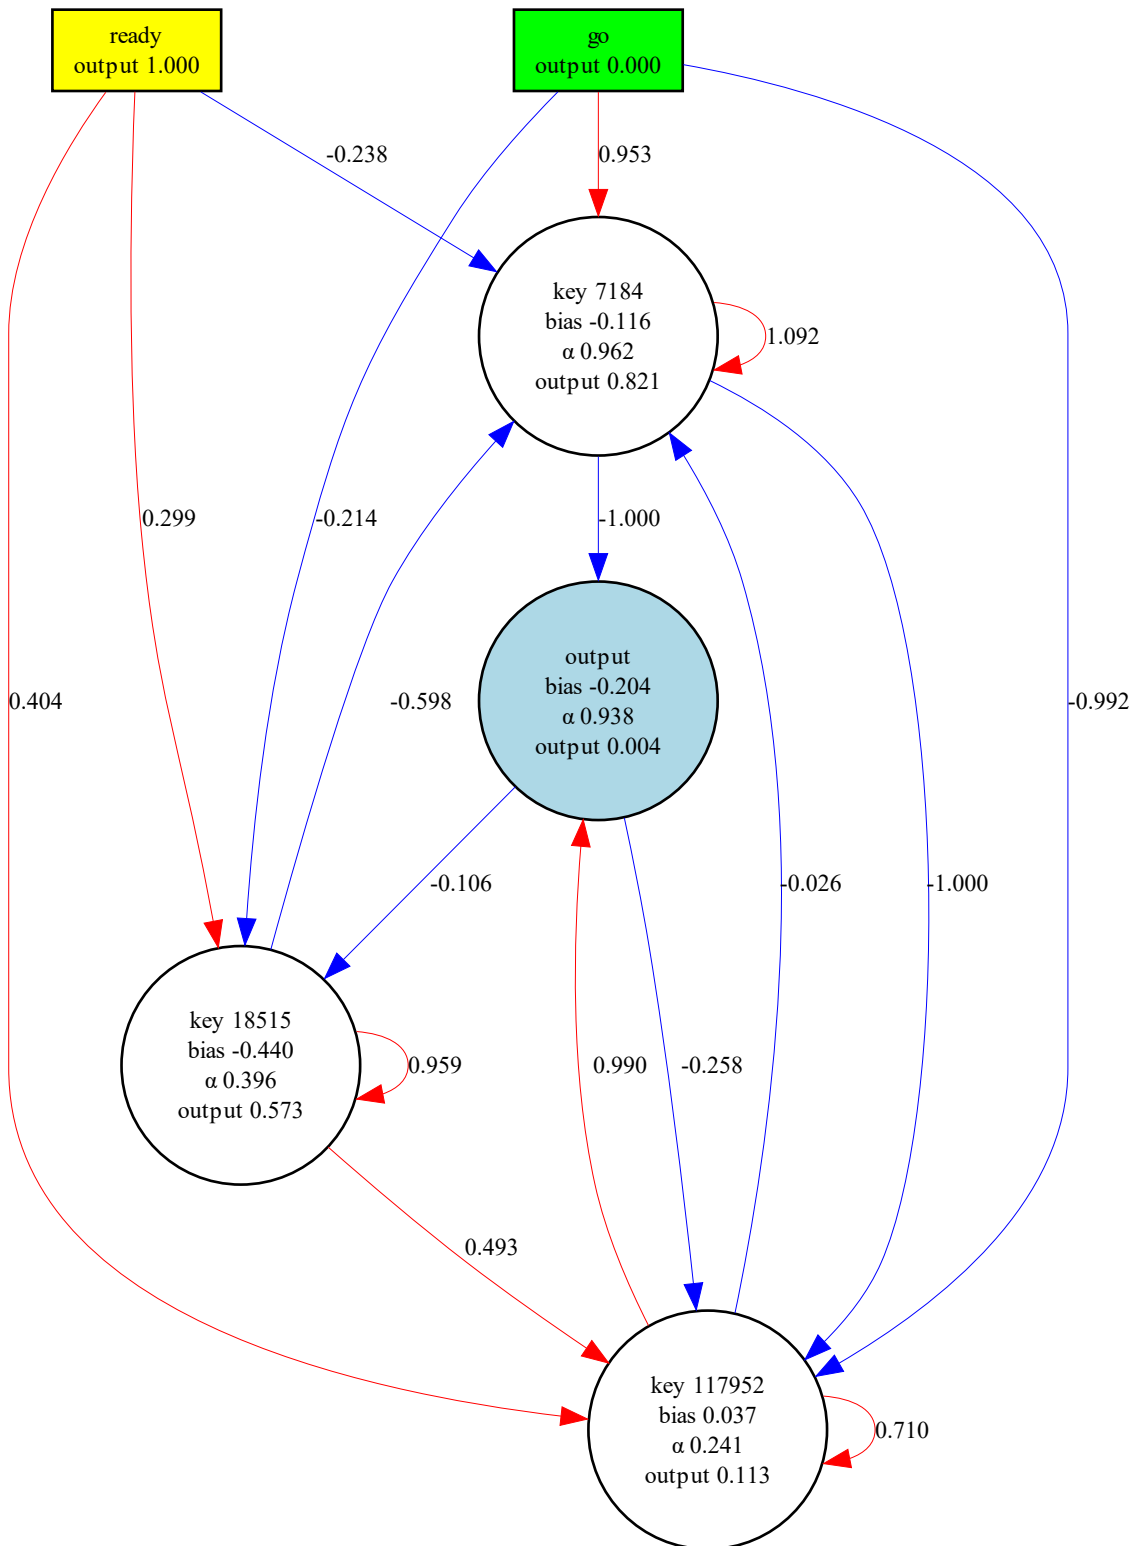 ready
output 1.000
go
output 0.000
-0.238
0.953
key 7184
bias -0.116
α 0.962
output 0.821
1.092
0.299
-0.214
-1.000
output
bias -0.204
α 0.938
output 0.004
0.404
-0.598
-0.992
-0.106
-0.026
-1.000
key 18515
bias -0.440
α 0.396
output 0.573
0.959
0.990
-0.258
0.493
key 117952
bias 0.037
α 0.241
output 0.113
0.710